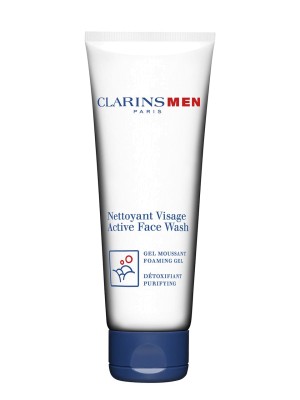 CLARINSMEN
PARIS
Nettoyant Visage
Active Face Wash
GEL MOUSSANT
FOAMING GEL
DÉTOXIFIANT
PURIFYING